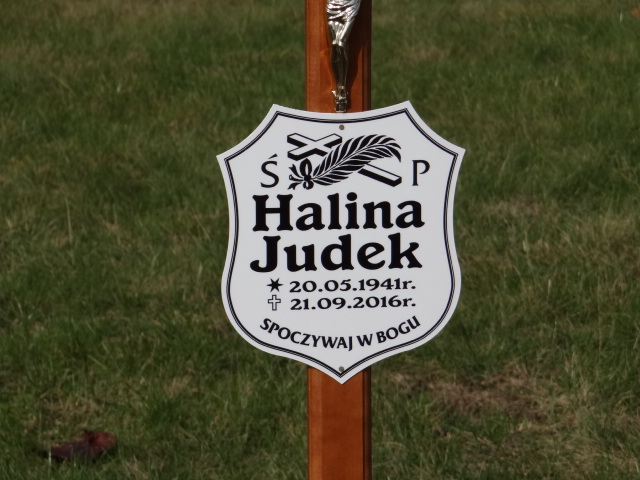 Ś P
Halina
Judek
20.05.1941r.
21.09.2016r.
SPOCZYWAJ W BOGU